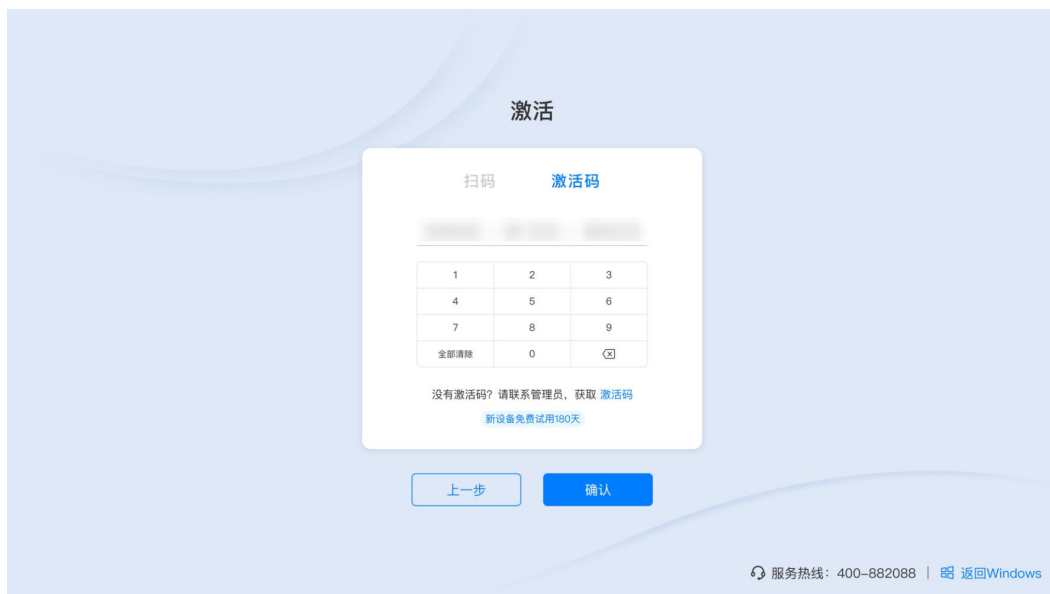 激活
扫码 激活码
1 2 3
4 5 6
7 8 9
全部清除 0
没有激活码?请联系管理员,获取 激活码
新设备免费试用180天
上一步 确认
服务热线:400-882088 | 返回Windows